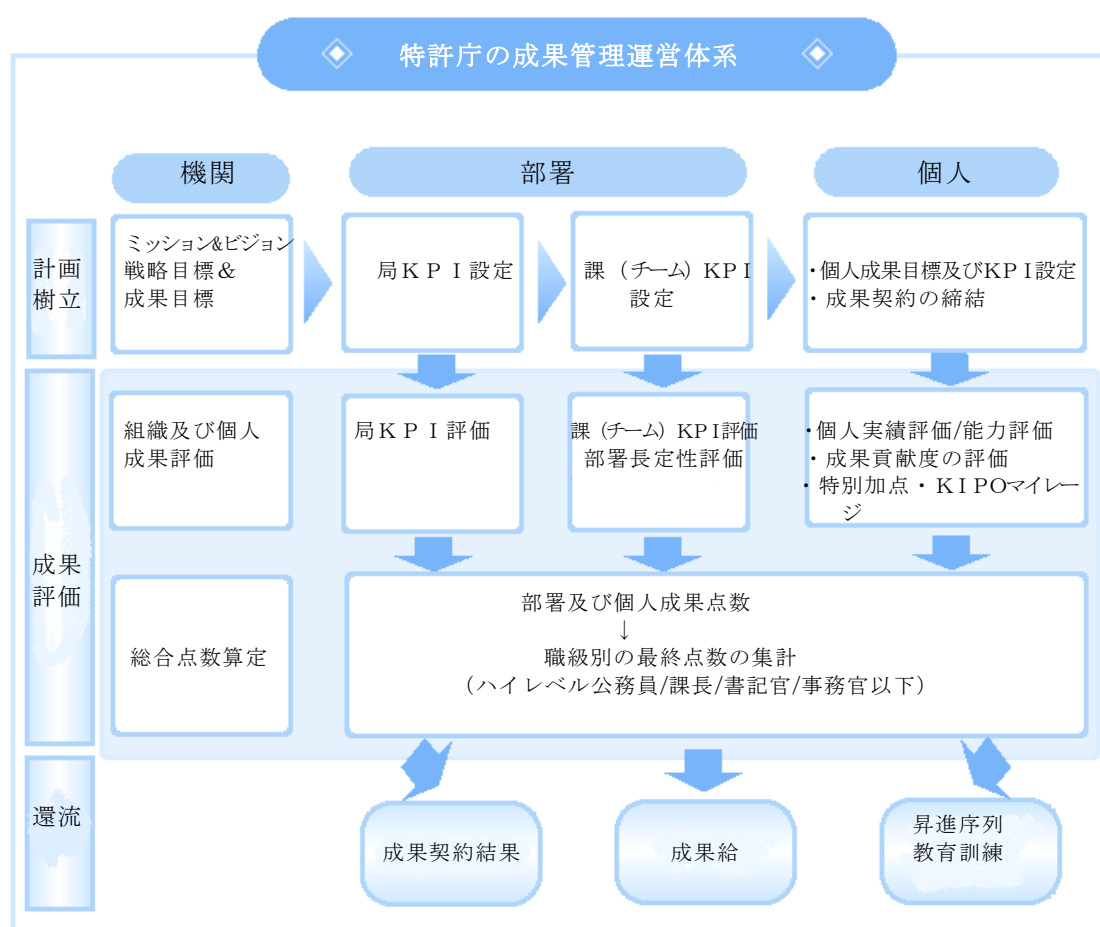 特許庁の成果管理運営体系
機関
部署
個人
計画
樹立
ミッション&ビジョン
戦略目標＆
成果目標
局ＫＰＩ設定
課（チーム）ＫＰＩ
設定
・個人成果目標及びＫＰＩ設定
・成果契約の締結
成果
評価
組織及び個人
成果評価
局ＫＰＩ評価
課（チーム）ＫＰＩ評価
部署長定性評価
・個人実績評価/能力評価
・成果貢献度の評価
・特別加点・ＫＩＰＯマイレー
ジ
総合点数算定
部署及び個人成果点数
↓
職級別の最終点数の集計
（ハイレベル公務員/課長/書記官/事務官以下）
還流
成果契約結果
成果給
昇進序列
教育訓練